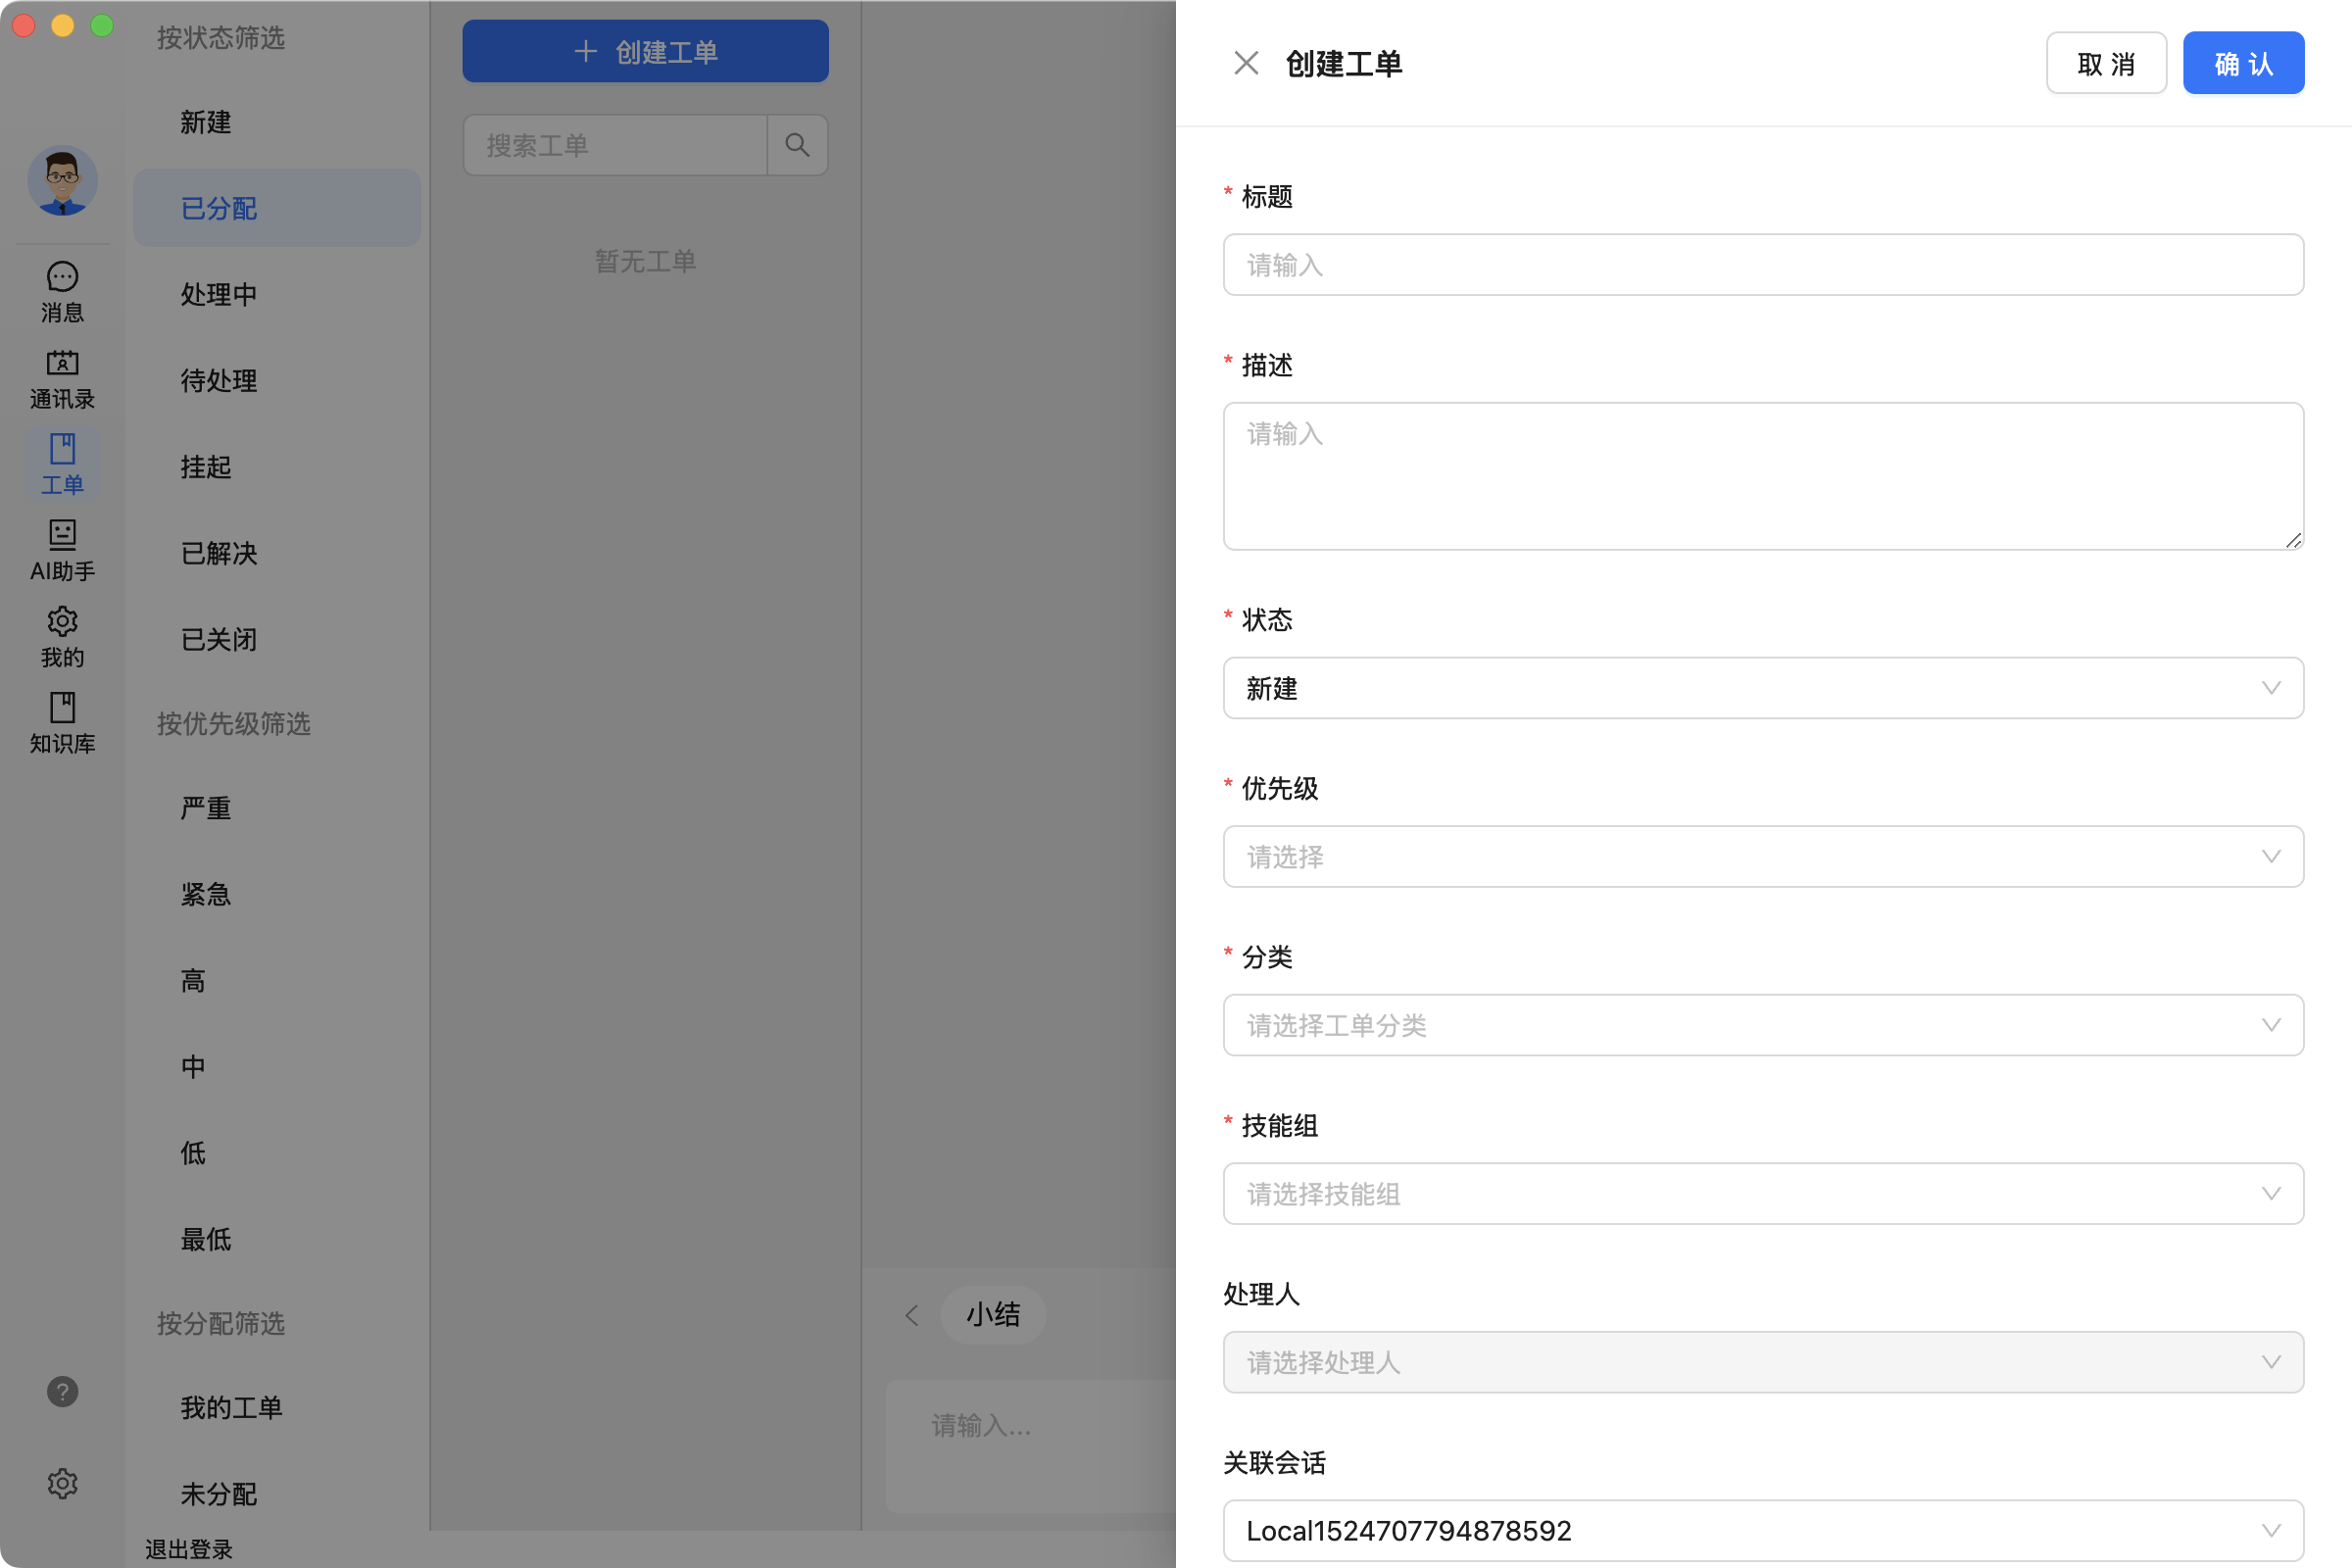 消息
通讯录
工单
AI助手
我的
知识库
按状态筛选
新建
已分配
处理中
待处理
挂起
已解决
已关闭
按优先级筛选
严重
紧急
高
中
低
最低
按分配筛选
我的工单
未分配
退出登录
创建工单
搜索工单
暂无工单
小结
请输入...
创建工单
取 消
确 认
* 标题
请输入
* 描述
请输入
* 状态
新建
* 优先级
请选择
* 分类
请选择工单分类
* 技能组
请选择技能组
处理人
请选择处理人
关联会话
Local1524707794878592